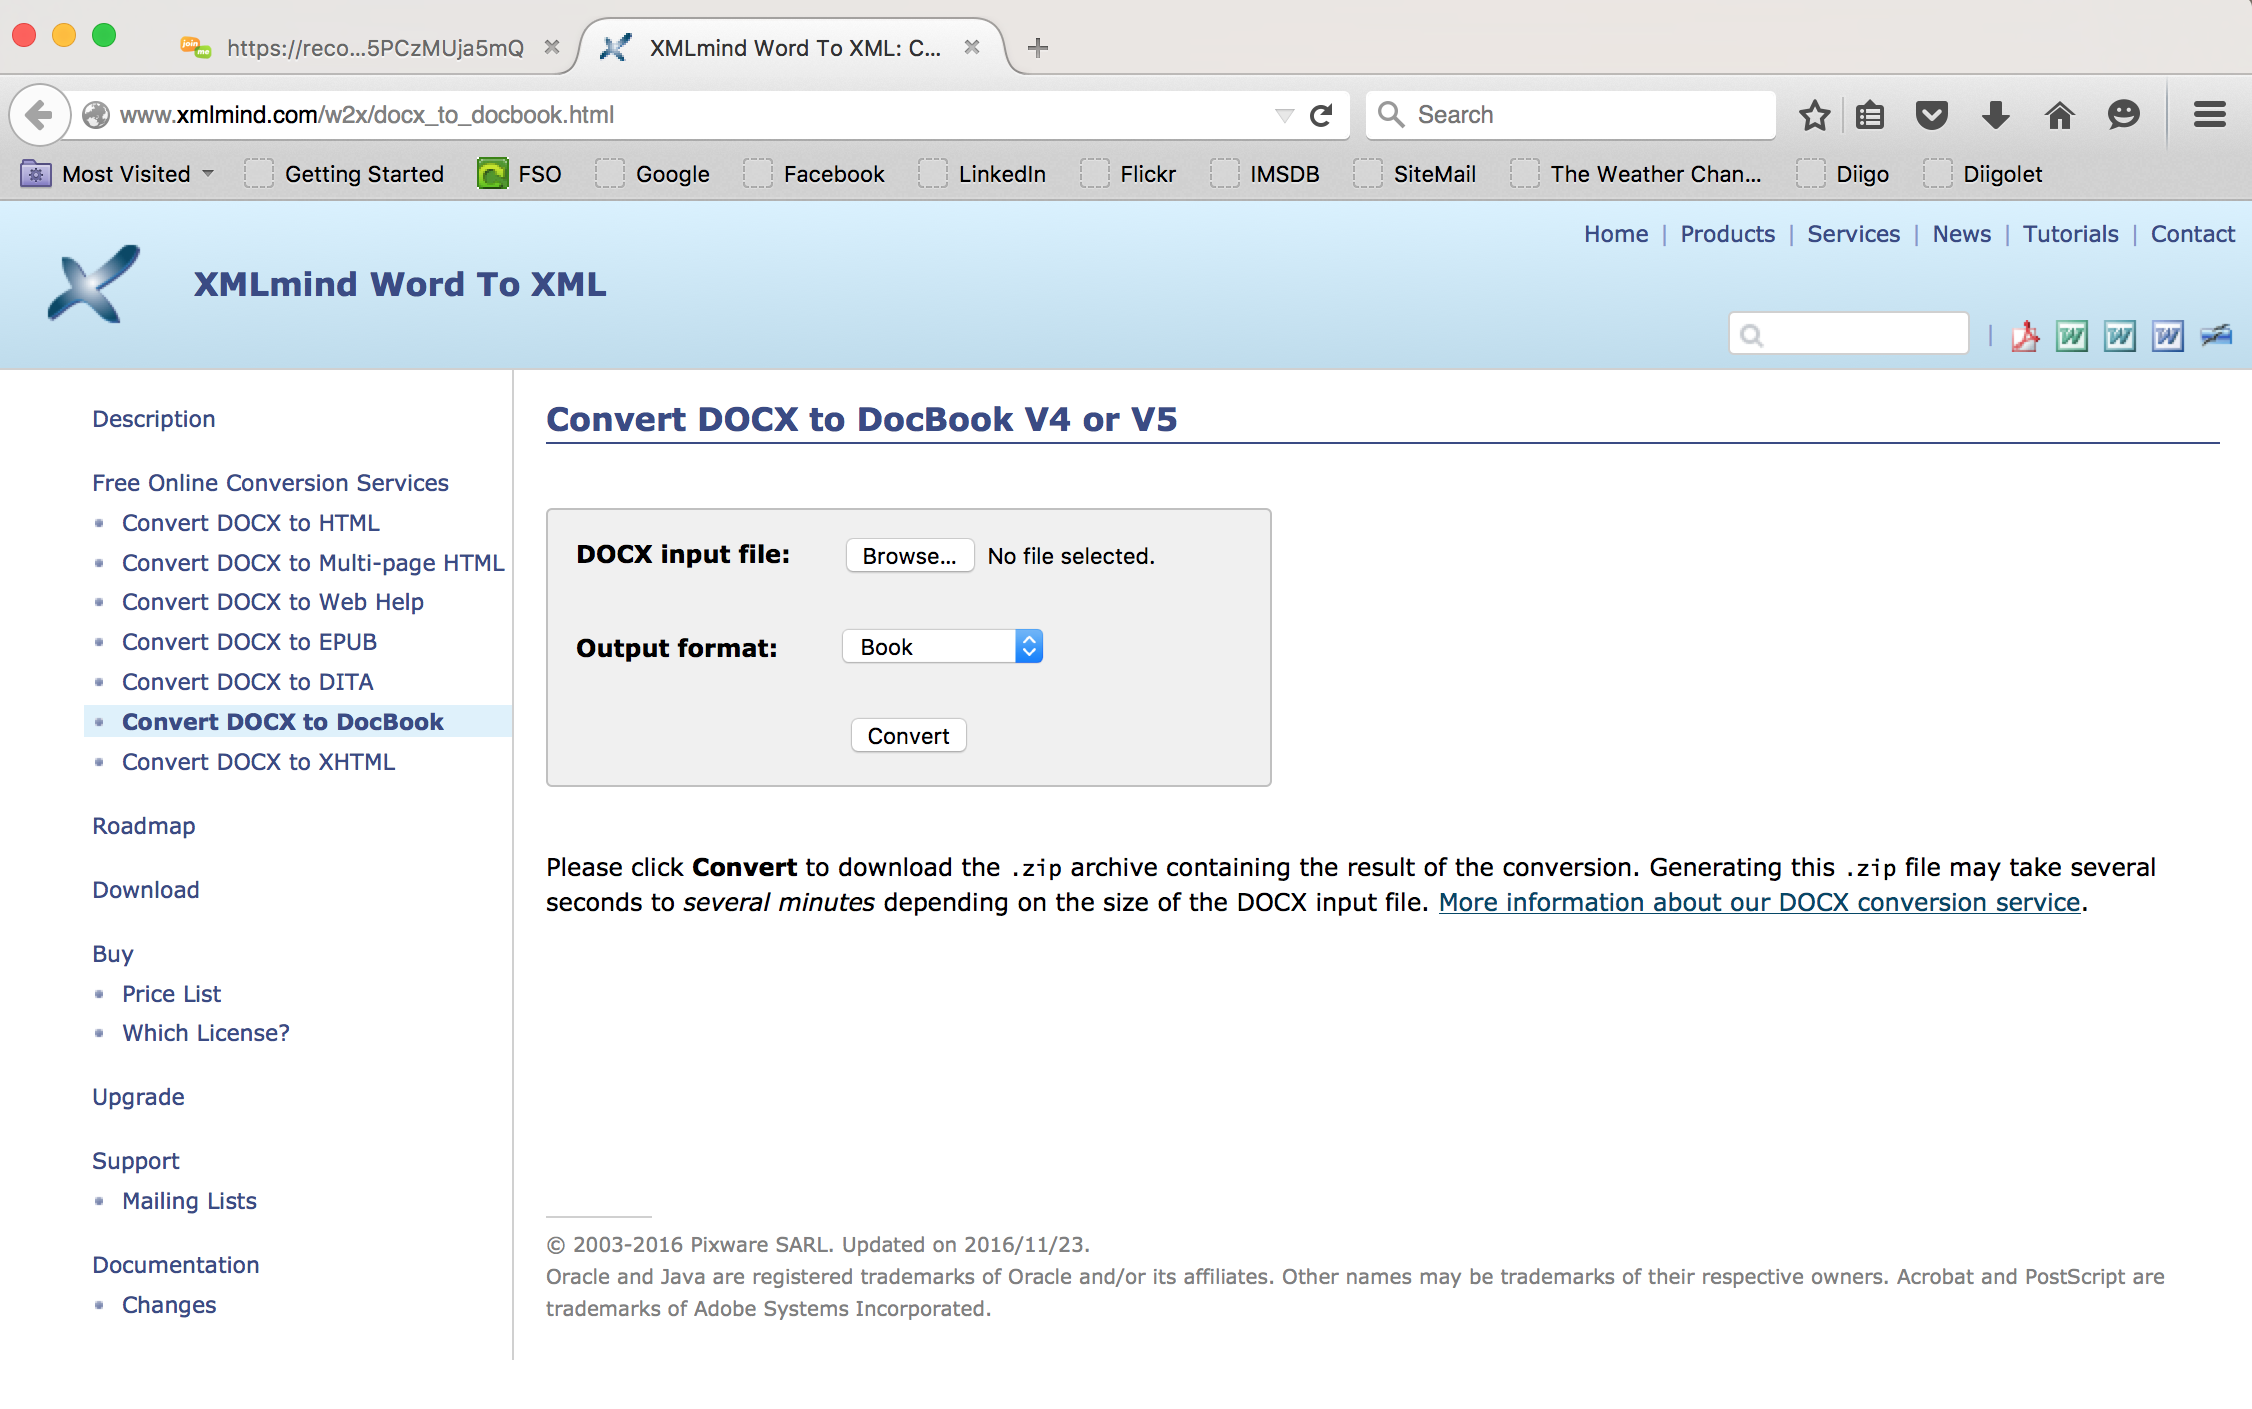 https://reco...5PCzMUja5mQ
XMLmind Word To XML: C...
www.xmlmind.com/w2x/docx_to_docbook.html
Search
Most Visited Getting Started FSO Google Facebook LinkedIn Flickr IMSDB SiteMail The Weather Chan... Diigo Diigolet
Home | Products | Services | News | Tutorials | Contact
XMLmind Word To XML
Description
Free Online Conversion Services
Convert DOCX to HTML
Convert DOCX to Multi-page HTML
Convert DOCX to Web Help
Convert DOCX to EPUB
Convert DOCX to DITA
Convert DOCX to DocBook
Convert DOCX to XHTML
Roadmap
Download
Buy
Price List
Which License?
Upgrade
Support
Mailing Lists
Documentation
Changes
Convert DOCX to DocBook V4 or V5
DOCX input file: Browse... No file selected.
Output format: Book
Convert
Please click Convert to download the .zip archive containing the result of the conversion. Generating this .zip file may take several
seconds to several minutes depending on the size of the DOCX input file. More information about our DOCX conversion service.
© 2003-2016 Pixware SARL. Updated on 2016/11/23.
Oracle and Java are registered trademarks of Oracle and/or its affiliates. Other names may be trademarks of their respective owners. Acrobat and PostScript are
trademarks of Adobe Systems Incorporated.